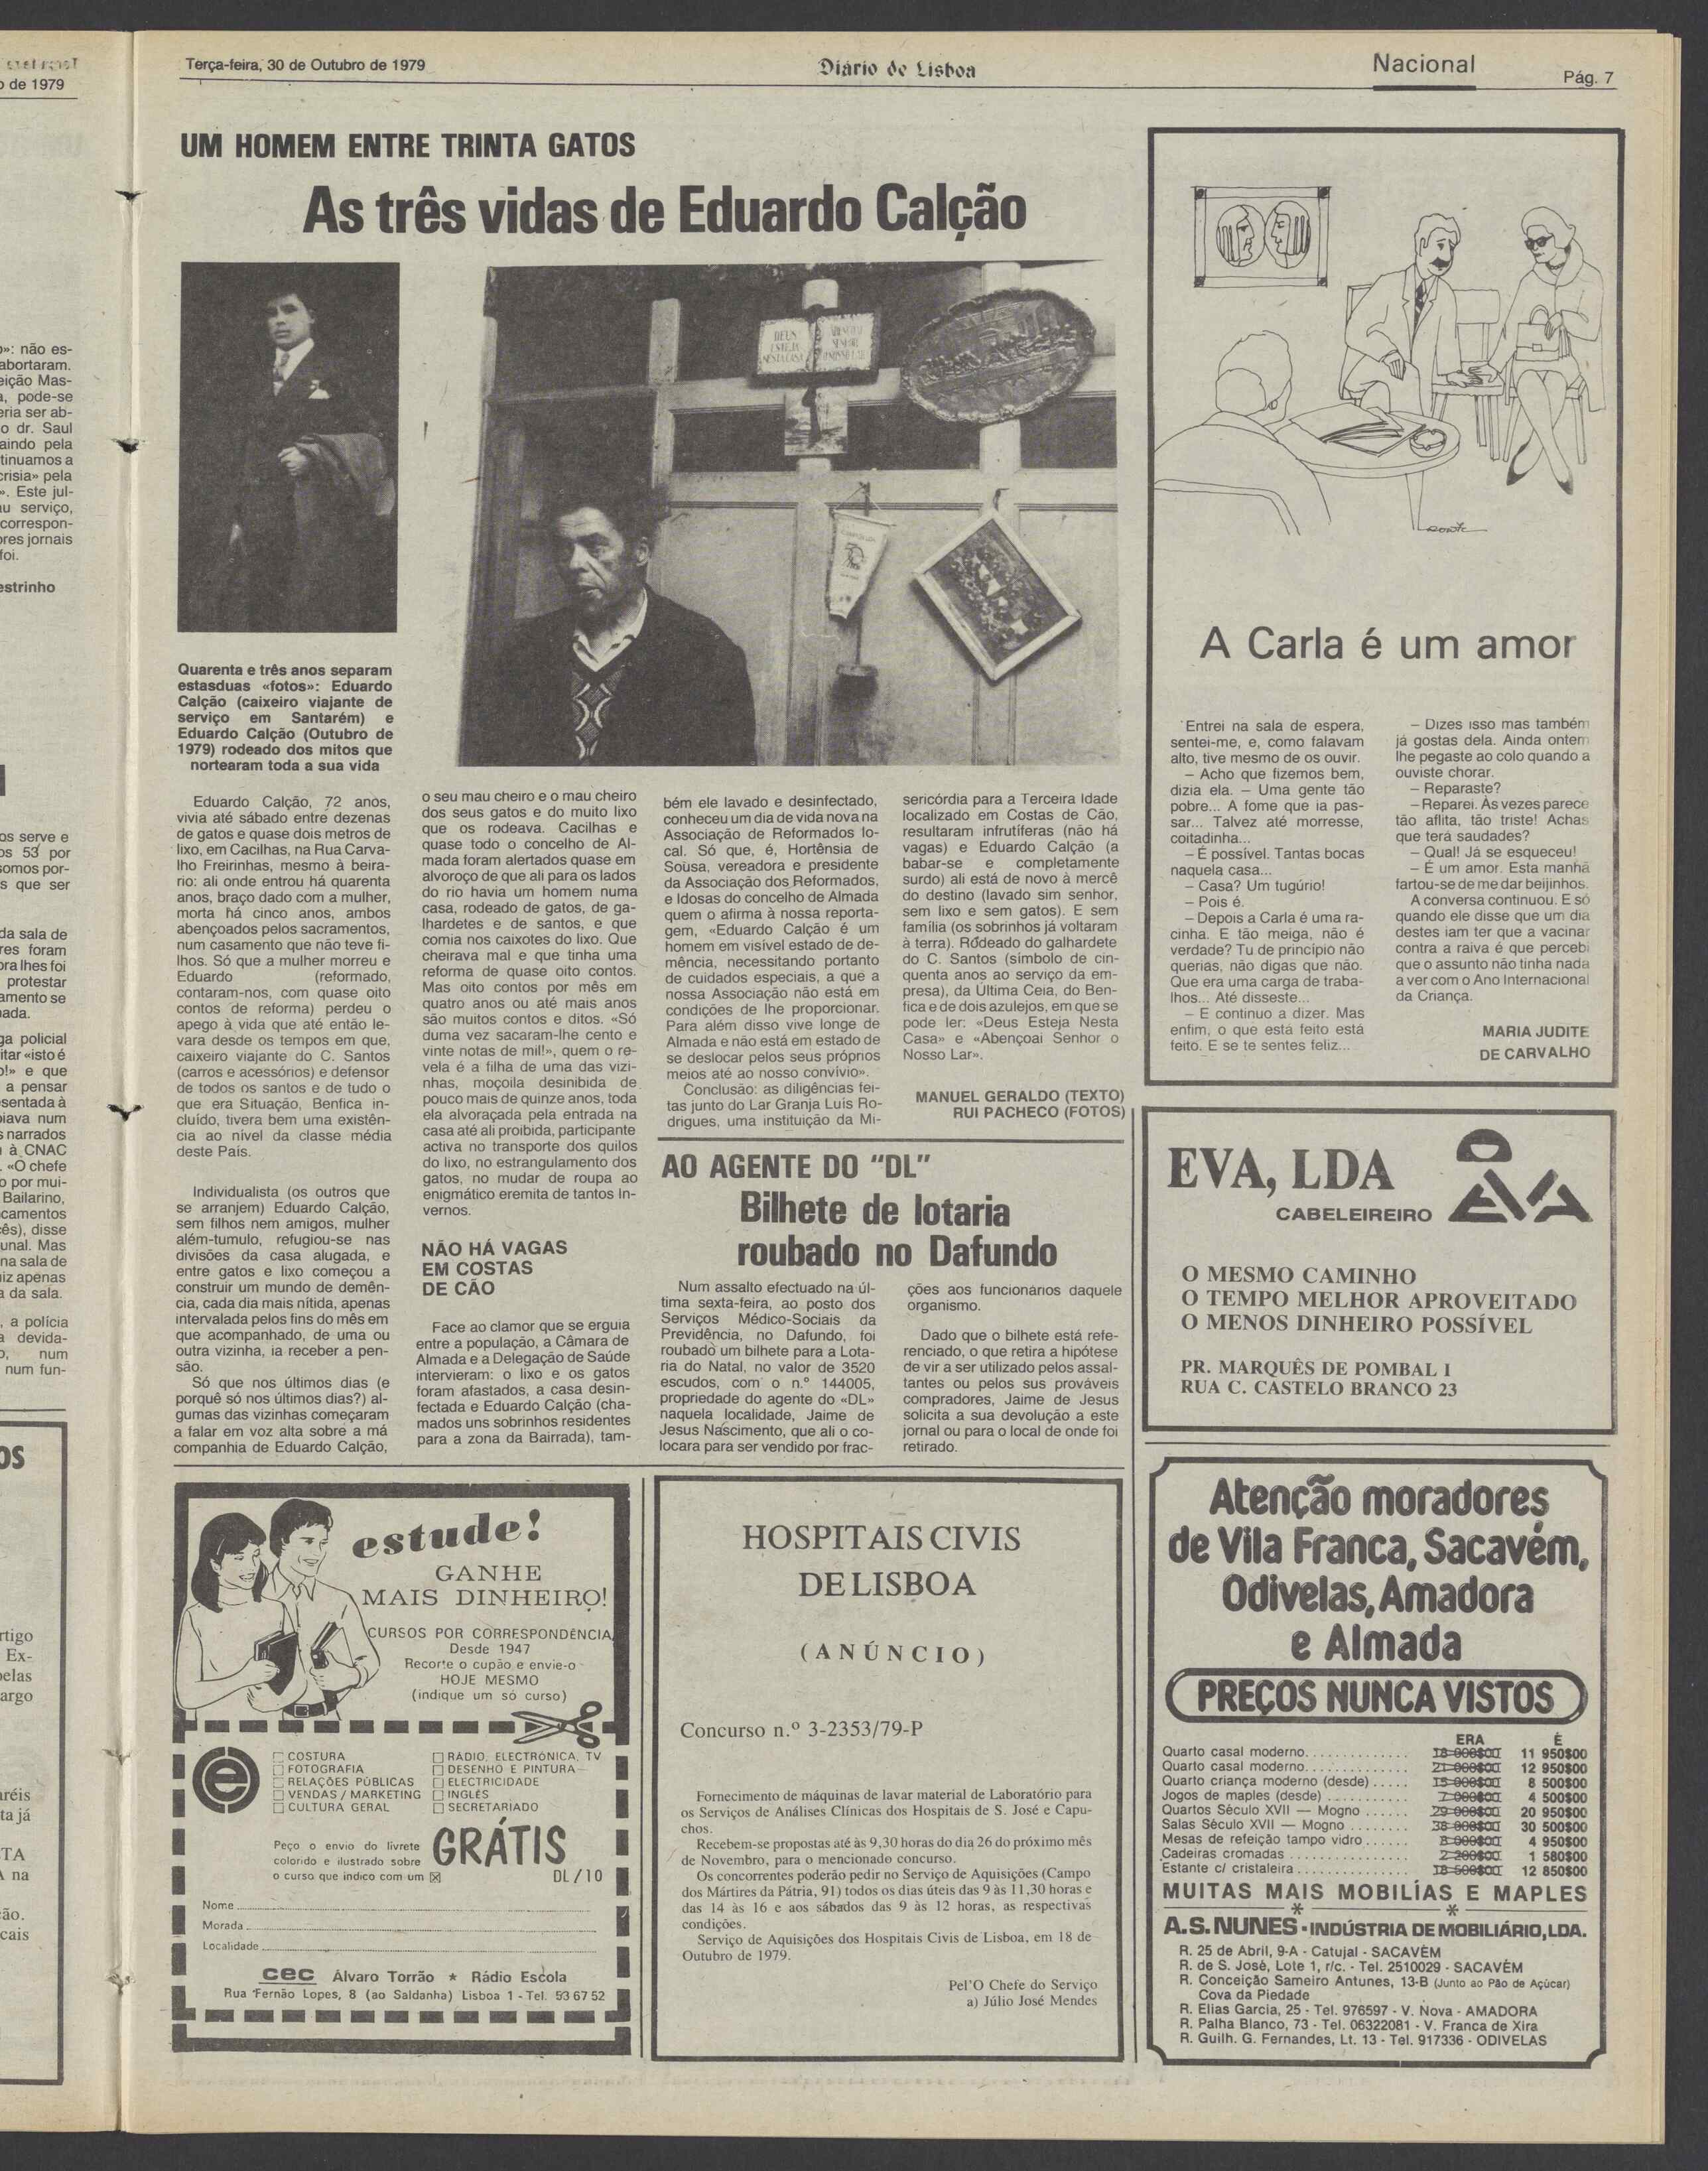 o de 1979
Terça-feira, 30 de Outubro de 1979
Diário de Lisboa
Nacional
Pág. 7
UM HOMEM ENTRE TRINTA GATOS
As três vidas de Eduardo Calção
DEUS
ESTEJA
NESTA CASA
Quarenta e três anos separam
estasduas «fotos»: Eduardo
Calção (caixeiro viajante de
serviço em Santarém) e
Eduardo Calção (Outubro de
1979) rodeado dos mitos que
nortearam toda a sua vida
Eduardo Calção, 72 anos,
vivia até sábado entre dezenas
de gatos e quase dois metros de
lixo, em Cacilhas, na Rua Carva-
lho Freirinhas, mesmo à beira-
rio: ali onde entrou há quarenta
anos, braço dado com a mulher,
morta há cinco anos, ambos
abençoados pelos sacramentos,
num casamento que não teve fi-
lhos. Só que a mulher morreu e
Eduardo (reformado,
contaram-nos, com quase oito
contos de reforma) perdeu o
apego à vida que até então le-
vara desde os tempos em que,
caixeiro viajante do C. Santos
(carros e acessórios) e defensor
de todos os santos e de tudo o
que era Situação, Benfica in-
cluído, tivera bem uma existên-
cia ao nível da classe média
deste País.
Individualista (os outros que
se arranjem) Eduardo Calção,
sem filhos nem amigos, mulher
além-tumulo, refugiou-se nas
divisões da casa alugada, e
entre gatos e lixo começou a
construir um mundo de demên-
cia, cada dia mais nítida, apenas
intervalada pelos fins do mês em
que acompanhado, de uma ou
outra vizinha, ia receber a pen-
são.
Só que nos últimos dias (e
porquê só nos últimos dias?) al-
gumas das vizinhas começaram
a falar em voz alta sobre a má
companhia de Eduardo Calção,
o seu mau cheiro e o mau cheiro
dos seus gatos e do muito lixo
que os rodeava. Cacilhas e
quase todo o concelho de Al-
mada foram alertados quase em
alvoroço de que ali para os lados
do rio havia um homem numa
casa, rodeado de gatos, de ga-
lhardetes e de santos, e que
comia nos caixotes do lixo. Que
cheirava mal e que tinha uma
reforma de quase oito contos.
Mas oito contos por mês em
quatro anos ou até mais anos
são muitos contos e ditos. «Só
duma vez sacaram-lhe cento e
vinte notas de mil!», quem o re-
vela é a filha de uma das vizi-
nhas, moçoila desinibida de
pouco mais de quinze anos, toda
ela alvoraçada pela entrada na
casa até ali proibida, participante
activa no transporte dos quilos
do lixo, no estrangulamento dos
gatos, no mudar de roupa ao
enigmático eremita de tantos In-
vernos.
NÃO HÁ VAGAS
EM COSTAS
DE CÃO
Face ao clamor que se erguia
entre a população, a Câmara de
Almada e a Delegação de Saúde
intervieram: o lixo e os gatos
foram afastados, a casa desin-
fectada e Eduardo Calção (cha-
mados uns sobrinhos residentes
para a zona da Bairrada), tam-
bém ele lavado e desinfectado,
conheceu um dia de vida nova na
Associação de Reformados lo-
cal. Só que, é, Hortênsia de
Sousa, vereadora e presidente
da Associação dos Reformados,
e Idosas do concelho de Almada
quem o afirma à nossa reporta-
gem, «Eduardo Calção é um
homem em visível estado de de-
mência, necessitando portanto
de cuidados especiais, a que a
nossa Associação não está em
condições de lhe proporcionar.
Para além disso vive longe de
Almada e não está em estado de
se deslocar pelos seus próprios
meios até ao nosso convívio».
Conclusão: as diligências fei-
tas junto do Lar Granja Luis Ro-
drigues, uma instituição da Mi-
sericórdia para a Terceira Idade
localizado em Costas de Cão,
resultaram infrutíferas (não há
vagas) e Eduardo Calção (a
babar-se e completamente
surdo) ali está de novo à mercê
do destino (lavado sim senhor,
sem lixo e sem gatos). E sem
família (os sobrinhos já voltaram
à terra). Rodeado do galhardete
do C. Santos (símbolo de cin-
quenta anos ao serviço da em-
presa), da Última Ceia, do Ben-
fica e de dois azulejos, em que se
pode ler: «Deus Esteja Nesta
Casa» e «Abençoai Senhor o
Nosso Lar».
MANUEL GERALDO (TEXTO)
RUI PACHECO (FOTOS)
AO AGENTE DO "DL"
Bilhete de lotaria
roubado no Dafundo
Num assalto efectuado na úl-
tima sexta-feira, ao posto dos
Serviços Médico-Sociais da
Previdência, no Dafundo, foi
roubado um bilhete para a Lota-
ria do Natal, no valor de 3520
escudos, com o n.º 144005,
propriedade do agente do «DL»
naquela localidade, Jaime de
Jesus Nascimento, que ali o co-
locara para ser vendido por frac-
ções aos funcionários daquele
organismo.
Dado que o bilhete está refe-
renciado, o que retira a hipótese
de vir a ser utilizado pelos assal-
tantes ou pelos sus prováveis
compradores, Jaime de Jesus
solicita a sua devolução a este
jornal ou para o local de onde foi
retirado.
A Carla é um amor
Entrei na sala de espera,
sentei-me, e, como falavam
alto, tive mesmo de os ouvir.
– Acho que fizemos bem,
dizia ela. – Uma gente tão
pobre... A fome que ia pas-
sar... Talvez até morresse,
coitadinha...
– É possível. Tantas bocas
naquela casa...
– Casa? Um tugúrio!
– Pois é.
– Depois a Carla é uma ra-
cinha. E tão meiga, não é
verdade? Tu de princípio não
querias, não digas que não.
Que era uma carga de traba-
lhos... Até disseste...
– E continuo a dizer. Mas
enfim, o que está feito está
feito. E se te sentes feliz...
– Dizes isso mas também
já gostas dela. Ainda ontem
lhe pegaste ao colo quando a
ouviste chorar.
– Reparaste?
– Reparei. Às vezes parece
tão aflita, tão triste! Achas
que terá saudades?
– Qual! Já se esqueceu!
– É um amor. Esta manhã
fartou-se de me dar beijinhos.
A conversa continuou. E só
quando ele disse que um dia
destes iam ter que a vacinar
contra a raiva é que percebi
que o assunto não tinha nada
a ver com o Ano Internacional
da Criança.
MARIA JUDITE
DE CARVALHO
EVA, LDA
CABELEIREIRO
EVA
O MESMO CAMINHO
O TEMPO MELHOR APROVEITADO
O MENOS DINHEIRO POSSÍVEL
PR. MARQUÊS DE POMBAL 1
RUA C. CASTELO BRANCO 23
estude!
GANHE
MAIS DINHEIRO!
CURSOS POR CORRESPONDÊNCIA
Desde 1947
Recorte o cupão e envie-o
HOJE MESMO
(indique um só curso)
COSTURA
FOTOGRAFIA
RELAÇÕES PÚBLICAS
VENDAS / MARKETING
CULTURA GERAL
RÁDIO, ELECTRÓNICA, TV
DESENHO E PINTURA
ELECTRICIDADE
INGLÊS
SECRETARIADO
Peço o envio do livrete
colorido e ilustrado sobre
o curso que indico com um ☒
GRÁTIS
DL/10
Nome
Morada
Localidade
cec Álvaro Torrão ★ Rádio Escola
Rua Fernão Lopes, 8 (ao Saldanha) Lisboa 1 - Tel. 93 67 52
HOSPITAIS CIVIS
DE LISBOA
(ANÚNCIO)
Concurso n.º 3-2353/79-P
Fornecimento de máquinas de lavar material de Laboratório para
os Serviços de Análises Clínicas dos Hospitais de S. José e Capu-
chos.
Recebem-se propostas até às 9,30 horas do dia 26 do próximo mês
de Novembro, para o mencionado concurso.
Os concorrentes poderão pedir no Serviço de Aquisições (Campo
dos Mártires da Pátria, 91) todos os dias úteis das 9 às 11,30 horas e
das 14 às 16 e aos sábados das 9 às 12 horas, as respectivas
condições.
Serviço de Aquisições dos Hospitais Civis de Lisboa, em 18 de
Outubro de 1979.
Pel'O Chefe do Serviço
a) Júlio José Mendes
Atenção moradores
de Vila Franca, Sacavém,
Odivelas, Amadora
e Almada
PREÇOS NUNCA VISTOS
ERA É
Quarto casal moderno 18 000$00 11 950$00
Quarto casal moderno 21 000$00 12 950$00
Quarto criança moderno (desde) 15 000$00 8 500$00
Jogos de maples (desde) 7 000$00 4 500$00
Quartos Século XVII — Mogno 29 000$00 20 950$00
Salas Século XVII — Mogno 38 000$00 30 500$00
Mesas de refeição tampo vidro 8 000$00 4 950$00
Cadeiras cromadas 2 200$00 1 580$00
Estante c/ cristaleira 18 500$00 12 850$00
MUITAS MAIS MOBILÍAS E MAPLES
A.S. NUNES - INDÚSTRIA DE MOBILIÁRIO, LDA.
R. 25 de Abril, 9-A - Catujal - SACAVÉM
R. de S. José, Lote 1, r/c. - Tel. 2510029 - SACAVÉM
R. Conceição Sameiro Antunes, 13-B (Junto ao Pão de Açúcar)
Cova da Piedade
R. Elias Garcia, 25 - Tel. 976597 - V. Nova - AMADORA
R. Palha Blanco, 73 - Tel. 06322081 - V. Franca de Xira
R. Guilh. G. Fernandes, Lt. 13 - Tel. 917336 - ODIVELAS